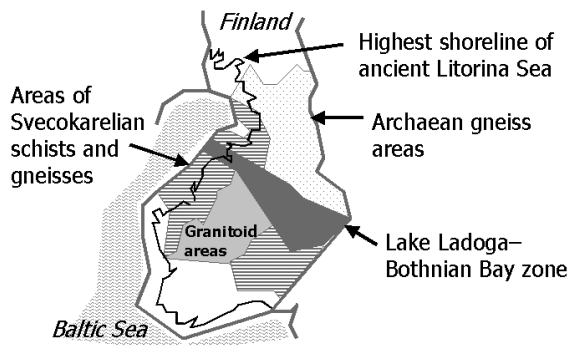 Finland
Highest shoreline of
ancient Litorina Sea
Areas of
Svecokarelian
schists and
gneisses
Archaean gneiss
areas
Granitoid
areas
Lake Ladoga–
Bothnian Bay zone
Baltic Sea